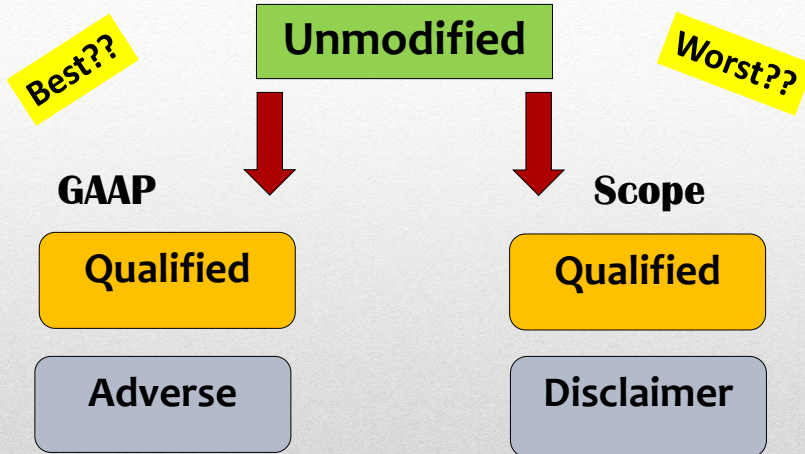 Best??
Unmodified
Worst??
GAAP
Scope
Qualified
Qualified
Adverse
Disclaimer